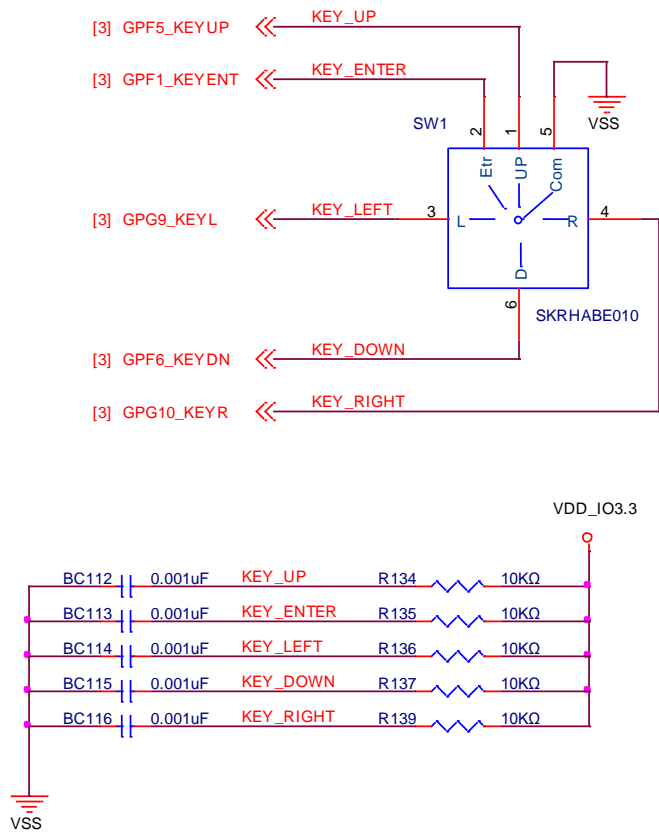 [3] GPF5_KEYUP KEY_UP
[3] GPF1_KEYENT KEY_ENTER
VSS
SW1 2 1 5
Etr UP Com
[3] GPG9_KEYL KEY_LEFT 3 L R 4
D
6 SKRHABE010
[3] GPF6_KEYDN KEY_DOWN
[3] GPG10_KEYR KEY_RIGHT
VDD_IO3.3
BC112 0.001uF KEY_UP R134 10KΩ
BC113 0.001uF KEY_ENTER R135 10KΩ
BC114 0.001uF KEY_LEFT R136 10KΩ
BC115 0.001uF KEY_DOWN R137 10KΩ
BC116 0.001uF KEY_RIGHT R139 10KΩ
VSS